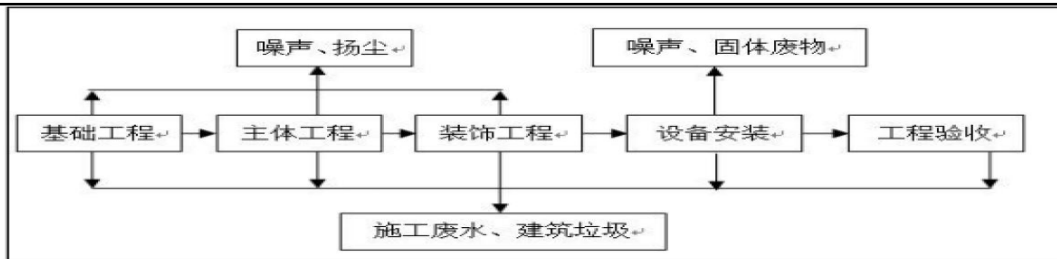 噪声、扬尘
噪声、固体废物
基础工程
主体工程
装饰工程
设备安装
工程验收
施工废水、建筑垃圾